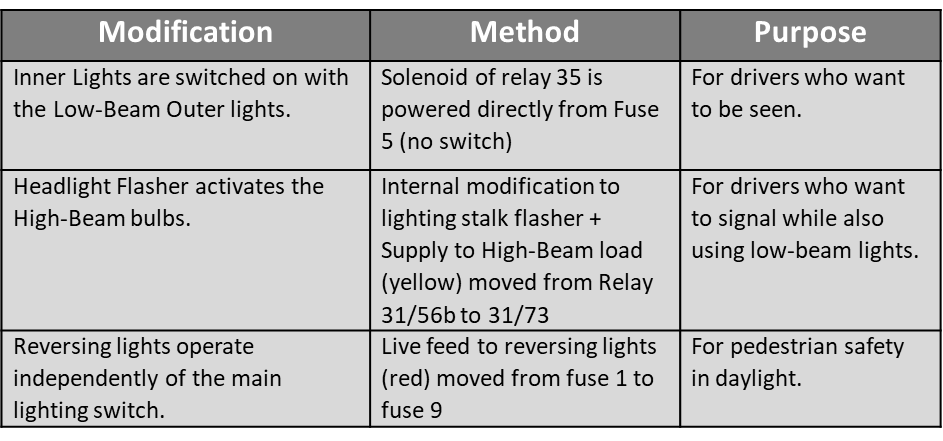 Modification
Method
Purpose
Inner Lights are switched on with
the Low-Beam Outer lights.
Solenoid of relay 35 is
powered directly from Fuse
5 (no switch)
For drivers who want
to be seen.
Headlight Flasher activates the
High-Beam bulbs.
Internal modification to
lighting stalk flasher +
Supply to High-Beam load
(yellow) moved from Relay
31/56b to 31/73
For drivers who want
to signal while also
using low-beam lights.
Reversing lights operate
independently of the main
lighting switch.
Live feed to reversing lights
(red) moved from fuse 1 to
fuse 9
For pedestrian safety
in daylight.